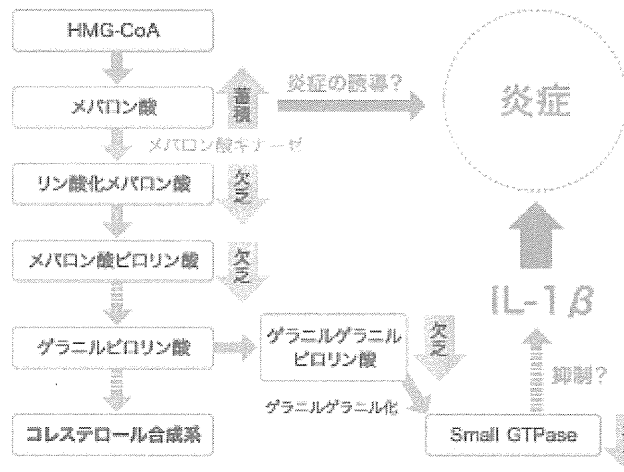 HMG-CoA
メバロン酸
蓄積
炎症の誘導?
炎症
メバロン酸キナーゼ
リン酸化メバロン酸
欠乏
メバロン酸ピロリン酸
欠乏
IL-1β
ゲラニルピロリン酸
ゲラニルゲラニル
ピロリン酸
欠乏
抑制?
ゲラニルゲラニル化
コレステロール合成系
Small GTPase